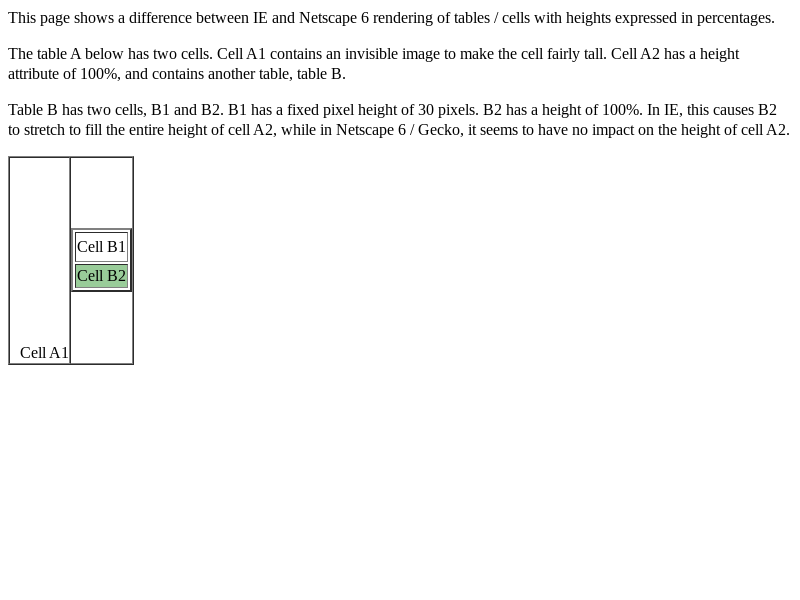 This page shows a difference between IE and Netscape 6 rendering of tables / cells with heights expressed in percentages.
The table A below has two cells. Cell A1 contains an invisible image to make the cell fairly tall. Cell A2 has a height
attribute of 100%, and contains another table, table B.
Table B has two cells, B1 and B2. B1 has a fixed pixel height of 30 pixels. B2 has a height of 100%. In IE, this causes B2
to stretch to fill the entire height of cell A2, while in Netscape 6 / Gecko, it seems to have no impact on the height of cell A2.
Cell B1
Cell B2
Cell A1